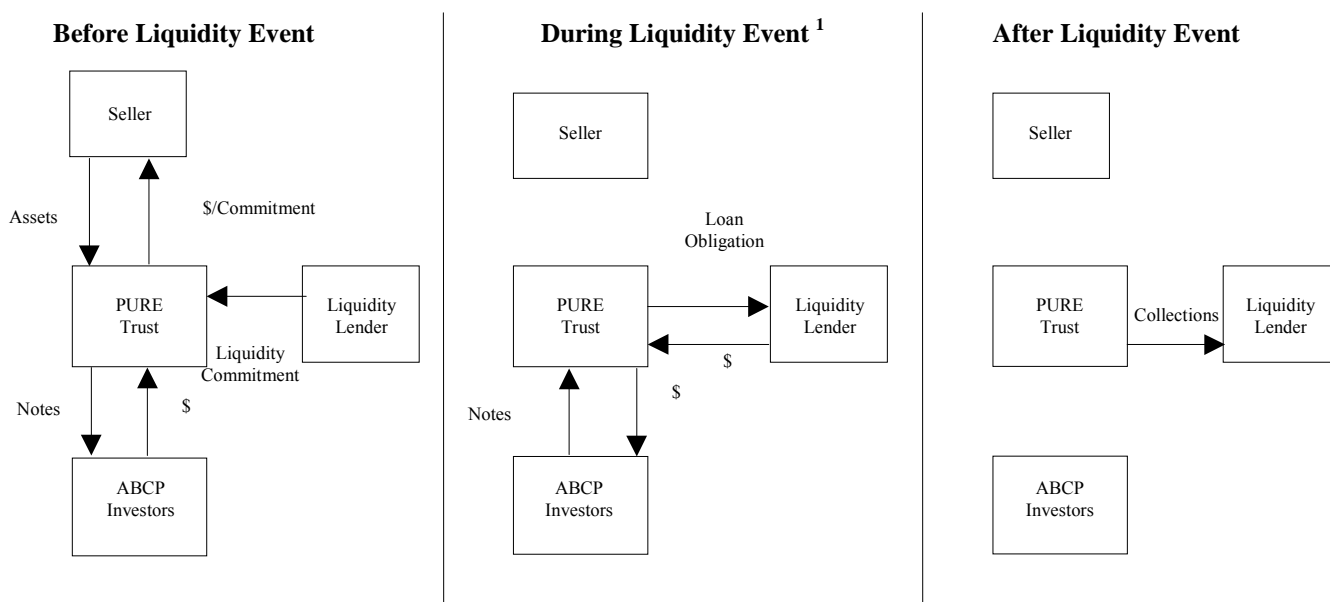 Before Liquidity Event
Seller
Assets
$/Commitment
PURE
Trust
Liquidity
Lender
Liquidity
Commitment
Notes
$
ABCP
Investors
During Liquidity Event 1
Seller
Loan
Obligation
PURE
Trust
Liquidity
Lender
$
$
Notes
ABCP
Investors
After Liquidity Event
Seller
PURE
Trust
Collections
Liquidity
Lender
ABCP
Investors